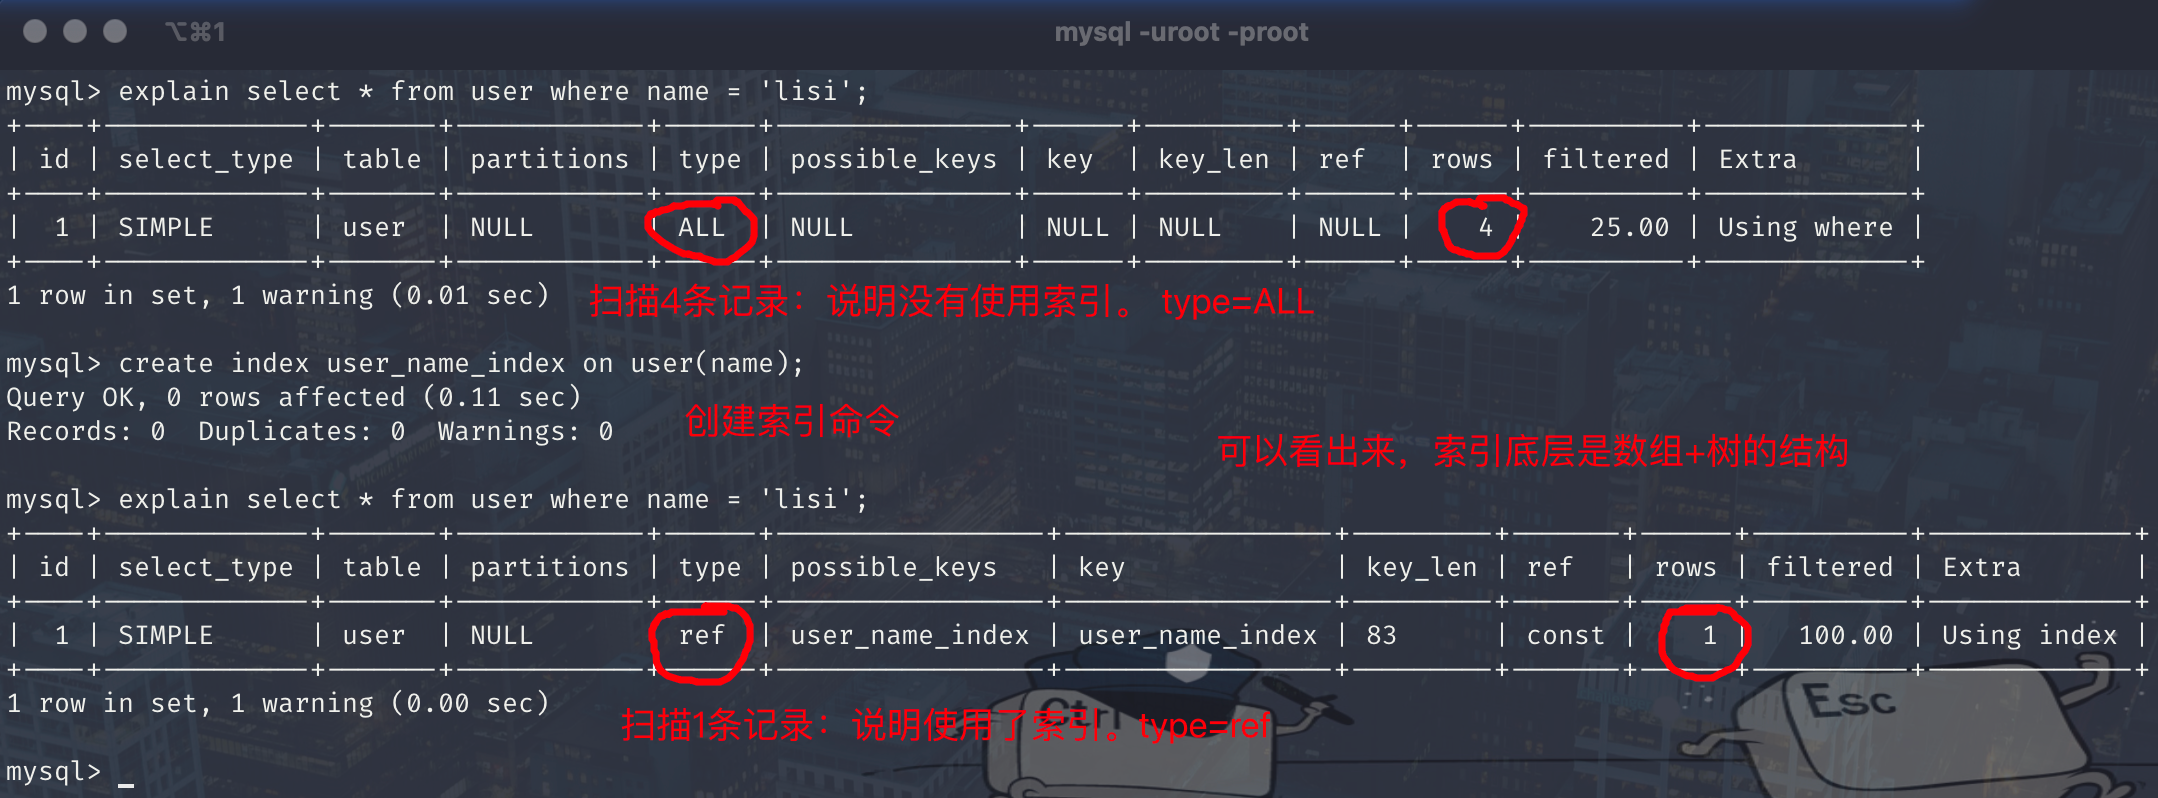 ⌥⌘1 mysql -uroot -proot
mysql> explain select * from user where name = 'lisi';
+----+-------------+-------+------------+------+---------------+------+---------+------+------+----------+-------------+
| id | select_type | table | partitions | type | possible_keys | key | key_len | ref | rows | filtered | Extra |
+----+-------------+-------+------------+------+---------------+------+---------+------+------+----------+-------------+
| 1 | SIMPLE | user | NULL | ALL | NULL | NULL | NULL | NULL | 4 | 25.00 | Using where |
+----+-------------+-------+------------+------+---------------+------+---------+------+------+----------+-------------+
1 row in set, 1 warning (0.01 sec)
扫描4条记录：说明没有使用索引。 type=ALL
mysql> create index user_name_index on user(name);
Query OK, 0 rows affected (0.11 sec)
创建索引命令
Records: 0  Duplicates: 0  Warnings: 0
可以看出来，索引底层是数组+树的结构
mysql> explain select * from user where name = 'lisi';
+----+-------------+-------+------------+------+-----------------+-----------------+---------+-------+------+----------+-------------+
| id | select_type | table | partitions | type | possible_keys | key | key_len | ref | rows | filtered | Extra |
+----+-------------+-------+------------+------+-----------------+-----------------+---------+-------+------+----------+-------------+
| 1 | SIMPLE | user | NULL | ref | user_name_index | user_name_index | 83 | const | 1 | 100.00 | Using index |
+----+-------------+-------+------------+------+-----------------+-----------------+---------+-------+------+----------+-------------+
1 row in set, 1 warning (0.00 sec)
扫描1条记录：说明使用了索引。type=ref
Ctrl
Esc
mysql> _